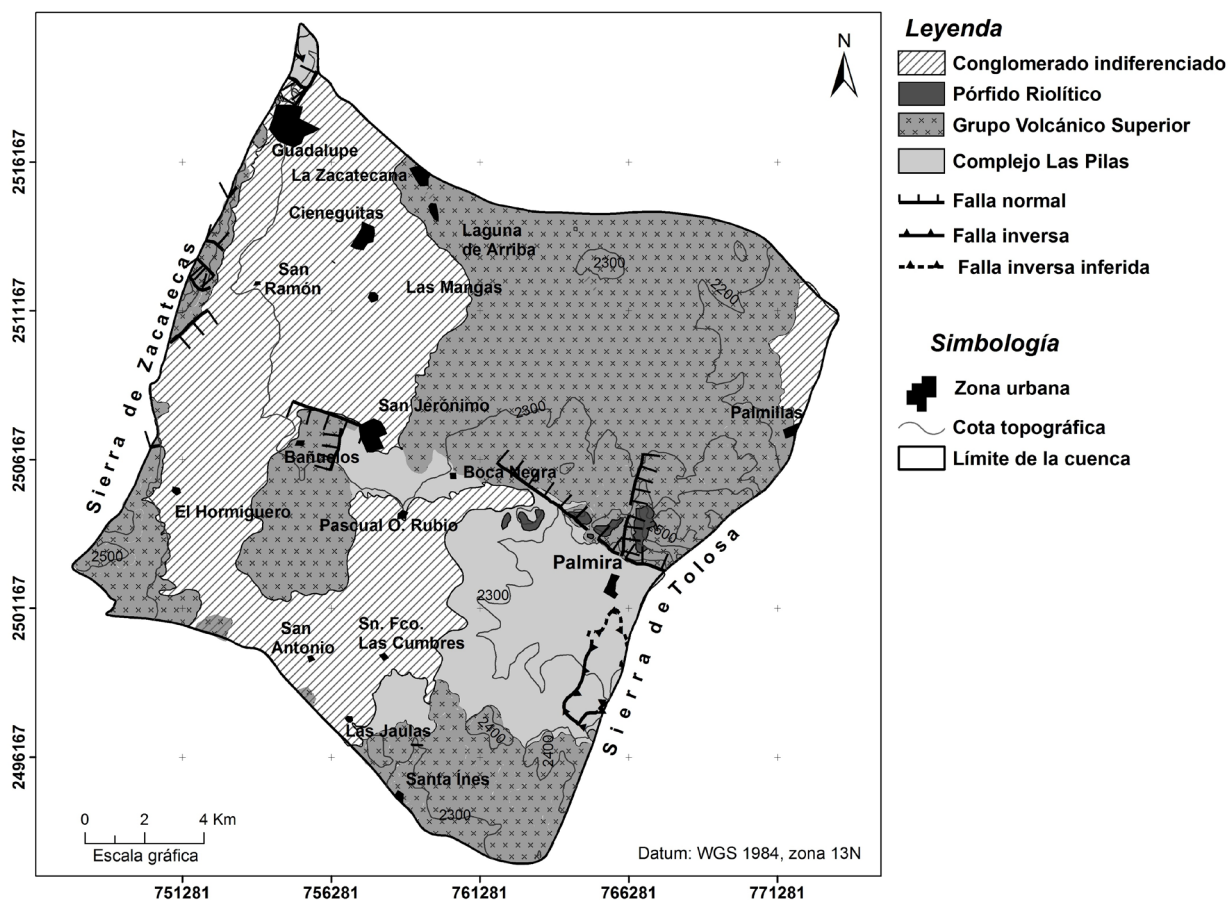 Leyenda
Conglomerado indiferenciado
Pórfido Riolítico
Grupo Volcánico Superior
Complejo Las Pilas
Falla normal
Falla inversa
Falla inversa inferida
Simbología
Zona urbana
Cota topográfica
Límite de la cuenca
N
Guadalupe
La Zacatecana
Cieneguitas
Laguna
de Arriba
2300
San
Ramón
Las Mangas
2200
Sierra de Zacatecas
San Jerónimo
2300
Palmillas
Bañuelos
Boca Negra
El Hormiguero
Pascual O. Rubio
2500
2500
Palmira
2300
Sierra de Tolosa
San
Antonio
Sn. Fco.
Las Cumbres
Las Jaulas
2400
2400
Santa Ínes
2300
0 2 4 Km
Escala gráfica
Datum: WGS 1984, zona 13N
2516167
2511167
2506167
2501167
2496167
751281
756281
761281
766281
771281